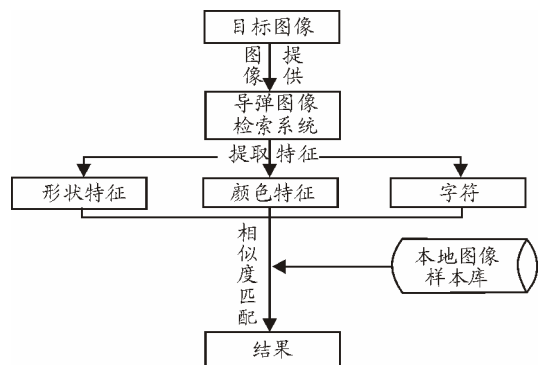 目标图像
图像
提供
导弹图像
检索系统
提取特征
形状特征
颜色特征
字符
相似度匹配
本地图像
样本库
结果